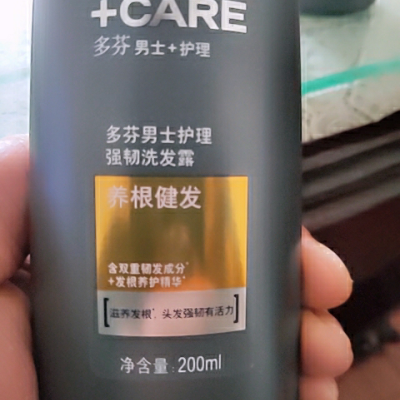 +CARE
多芬男士+护理
多芬男士护理
强韧洗发露
养根健发
含双重韧发成分*
+发根养护精华*
滋养发根*, 头发强韧有活力
净含量: 200ml